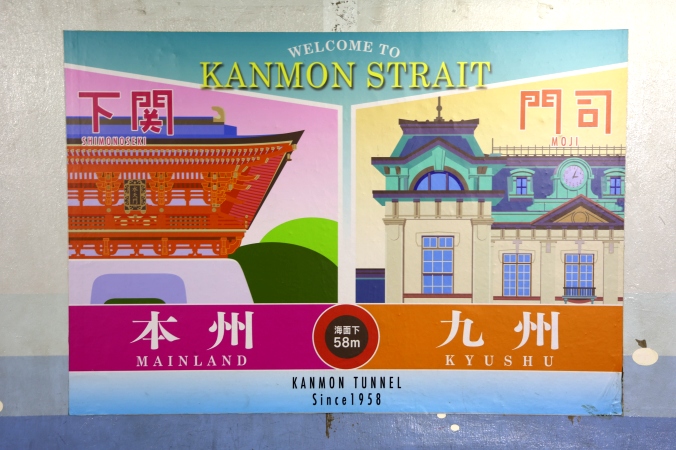 WELCOME TO
KANMON STRAIT
下関
SHIMONOSEKI
門司
MOJI
本州
MAINLAND
海面下
58m
九州
KYUSHU
KANMON TUNNEL
Since1958